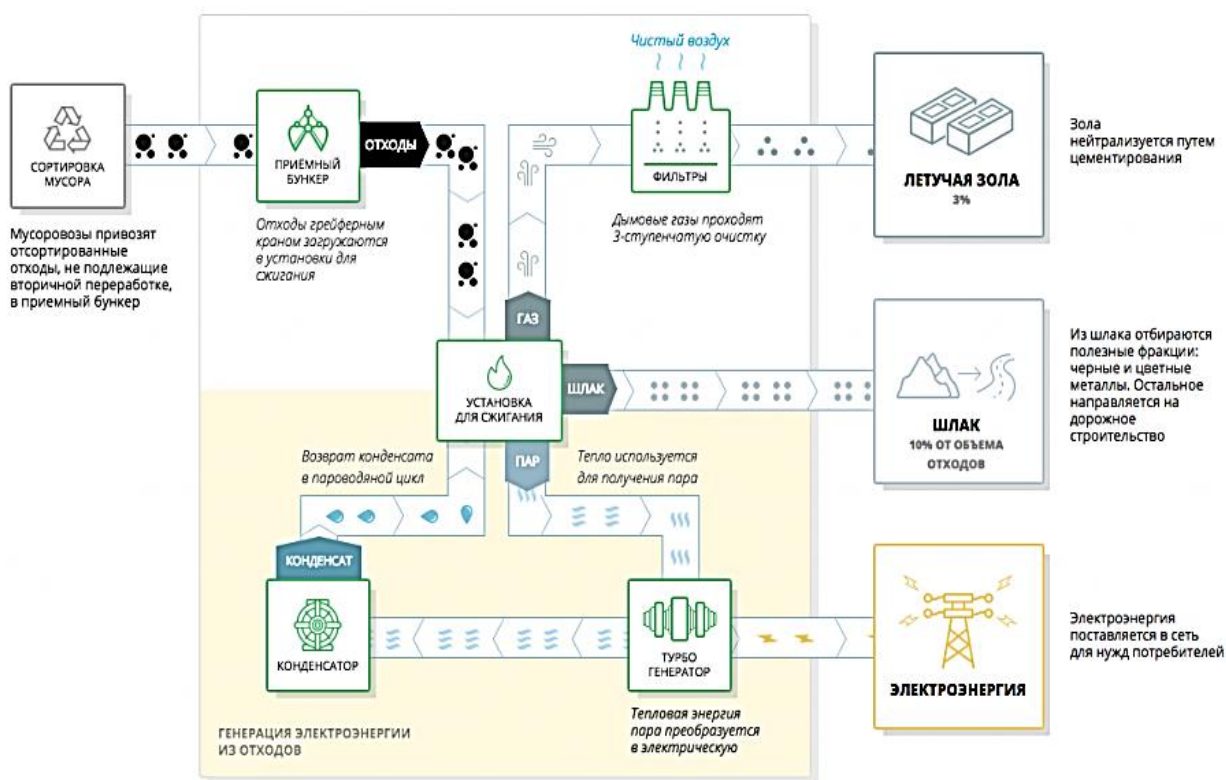 Чистый воздух
СОРТИРОВКА
МУСОРА
Мусоровозы привозят
отсортированные
отходы, не подлежащие
вторичной переработке,
в приемный бункер
ПРИЁМНЫЙ
БУНКЕР
ОТХОДЫ
Отходы грейферным
краном загружаются
в установки для
сжигания
ФИЛЬТРЫ
Дымовые газы проходят
3-ступенчатую очистку
ЛЕТУЧАЯ ЗОЛА
3%
Зола
нейтрализуется путем
цементирования
ГАЗ
УСТАНОВКА
ДЛЯ СЖИГАНИЯ
ШЛАК
ПАР
ШЛАК
10% ОТ ОБЪЕМА
ОТХОДОВ
Из шлака отбираются
полезные фракции:
черные и цветные
металлы. Остальное
направляется на
дорожное
строительство
Возврат конденсата
в пароводяной цикл
Тепло используется
для получения пара
КОНДЕНСАТ
КОНДЕНСАТОР
ТУРБО
ГЕНЕРАТОР
Тепловая энергия
пара преобразуется
в электрическую
ЭЛЕКТРОЭНЕРГИЯ
Электроэнергия
поставляется в сеть
для нужд потребителей
ГЕНЕРАЦИЯ ЭЛЕКТРОЭНЕРГИИ
ИЗ ОТХОДОВ